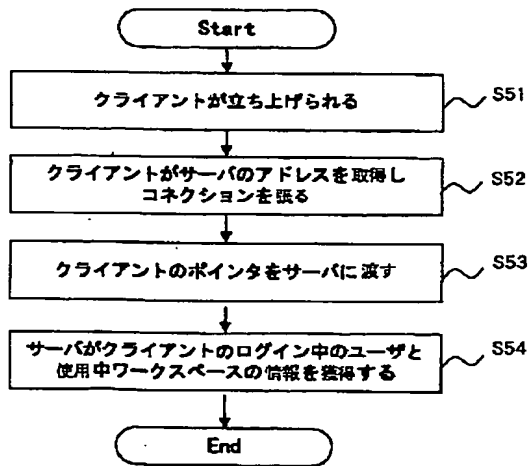 Start
クライアントが立ち上げられる
S51
クライアントがサーバのアドレスを取得し
コネクションを張る
S52
クライアントのポインタをサーバに渡す
S53
サーバがクライアントのログイン中のユーザと
使用中ワークスペースの情報を獲得する
S54
End